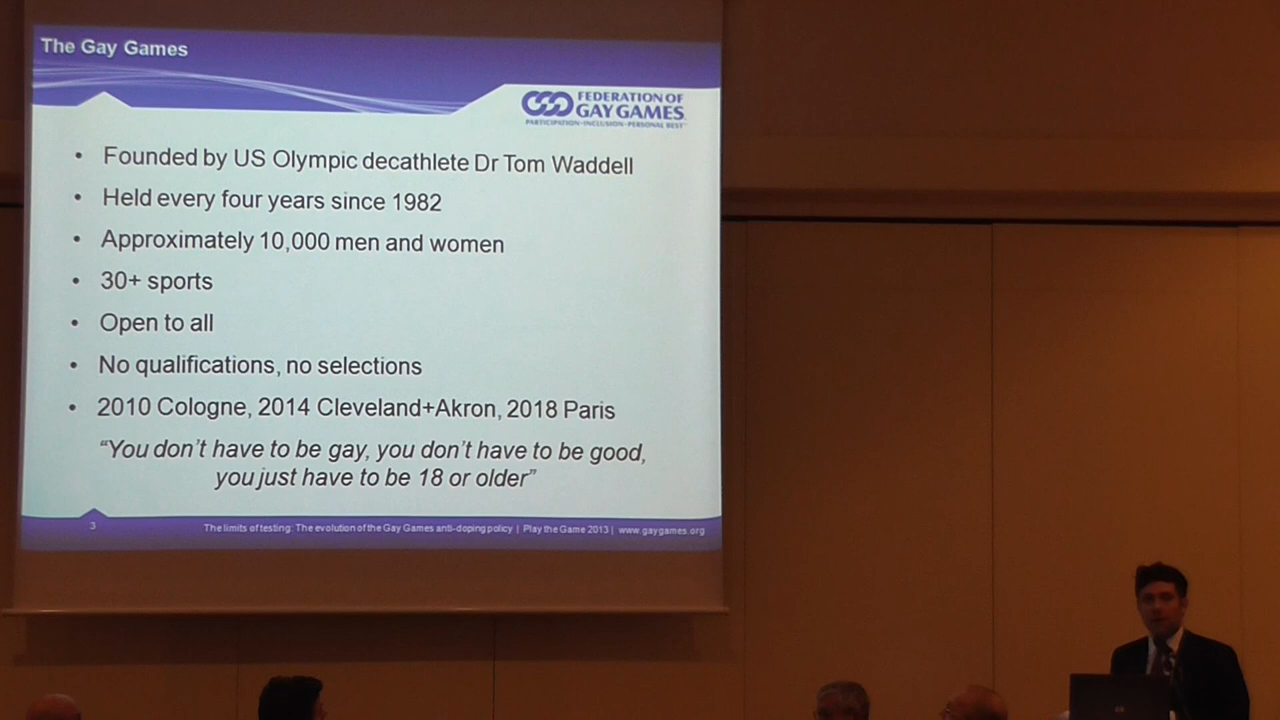 The Gay Games
FEDERATION OF
GAY GAMES
PARTICIPATION•INCLUSION•PERSONAL BEST
• Founded by US Olympic decathlete Dr Tom Waddell
• Held every four years since 1982
• Approximately 10,000 men and women
• 30+ sports
• Open to all
• No qualifications, no selections
• 2010 Cologne, 2014 Cleveland+Akron, 2018 Paris
“You don’t have to be gay, you don’t have to be good,
you just have to be 18 or older”
3
The limits of testing: The evolution of the Gay Games anti-doping policy | Play the Game 2013 | www.gaygames.org